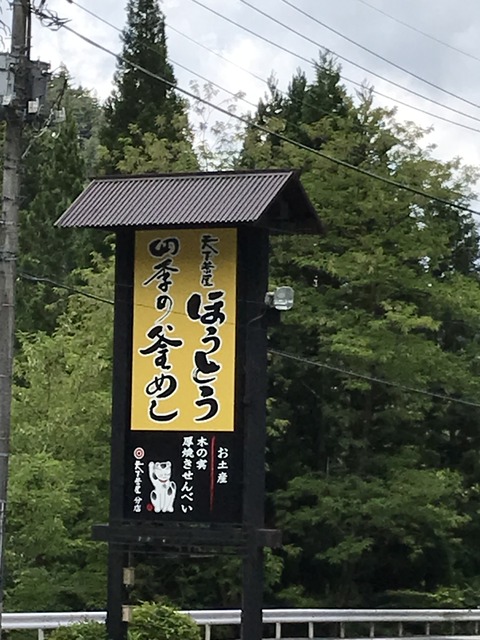 天下茶屋
ほうとう
四季の釜めし
お土産
木の実
厚焼きせんべい
天下茶屋 分店